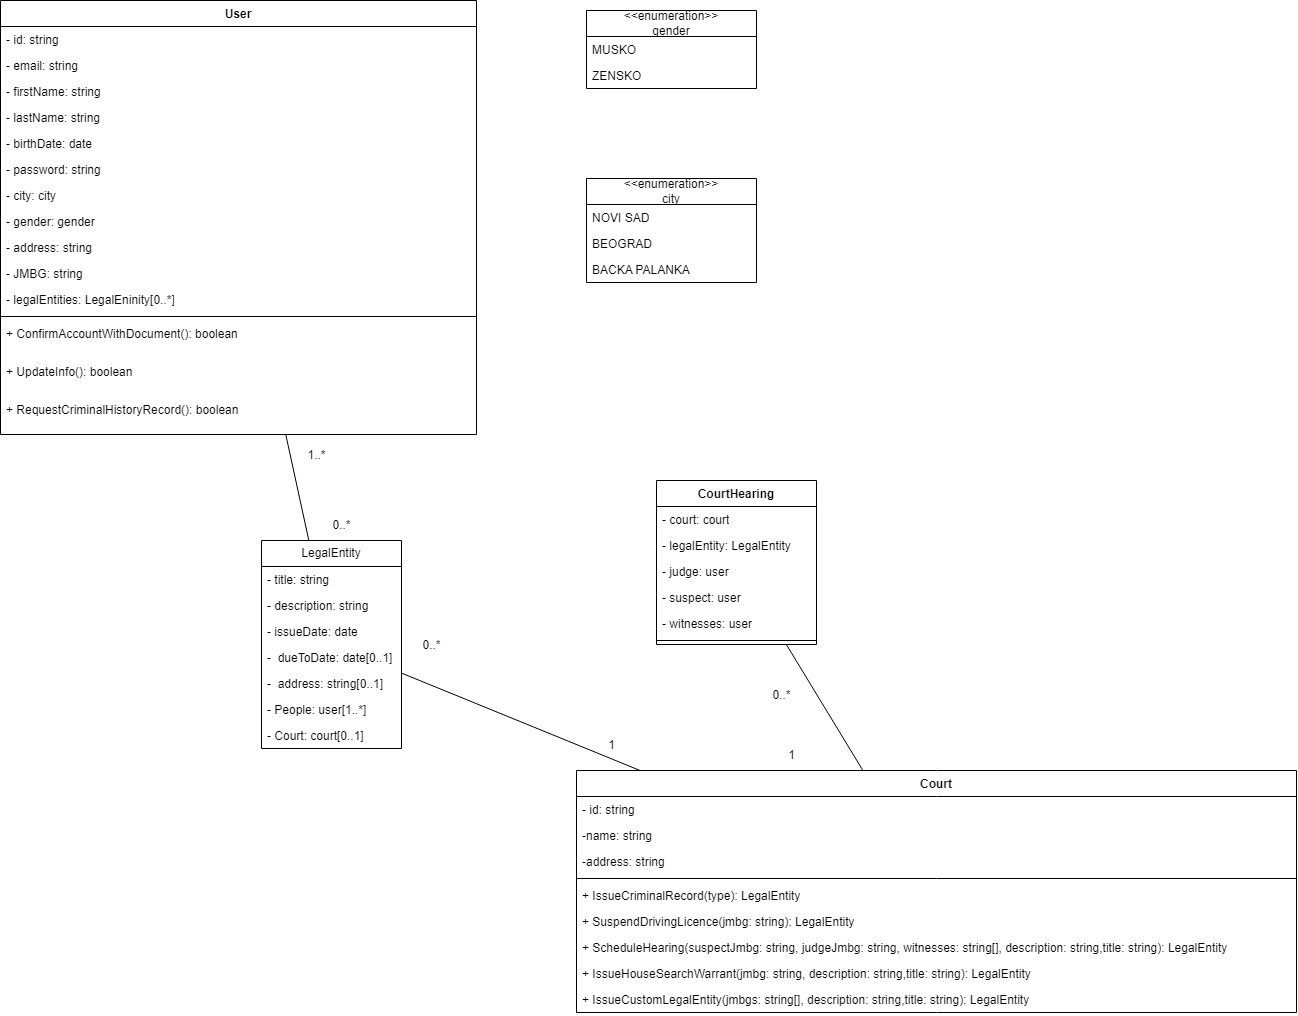 User
- id: string
- email: string
- firstName: string
- lastName: string
- birthDate: date
- password: string
- city: city
- gender: gender
- address: string
- JMBG: string
- legalEntities: LegalEninity[0..*]
+ ConfirmAccountWithDocument(): boolean
+ UpdateInfo(): boolean
+ RequestCriminalHistoryRecord(): boolean
<<enumeration>>
gender
MUSKO
ZENSKO
<<enumeration>>
city
NOVI SAD
BEOGRAD
BACKA PALANKA
1..*
0..*
LegalEntity
- title: string
- description: string
- issueDate: date
-  dueToDate: date[0..1]
-  address: string[0..1]
- People: user[1..*]
- Court: court[0..1]
0..*
1
CourtHearing
- court: court
- legalEntity: LegalEntity
- judge: user
- suspect: user
- witnesses: user
0..*
1
Court
- id: string
-name: string
-address: string
+ IssueCriminalRecord(type): LegalEntity
+ SuspendDrivingLicence(jmbg: string): LegalEntity
+ ScheduleHearing(suspectJmbg: string, judgeJmbg: string, witnesses: string[], description: string,title: string): LegalEntity
+ IssueHouseSearchWarrant(jmbg: string, description: string,title: string): LegalEntity
+ IssueCustomLegalEntity(jmbgs: string[], description: string,title: string): LegalEntity